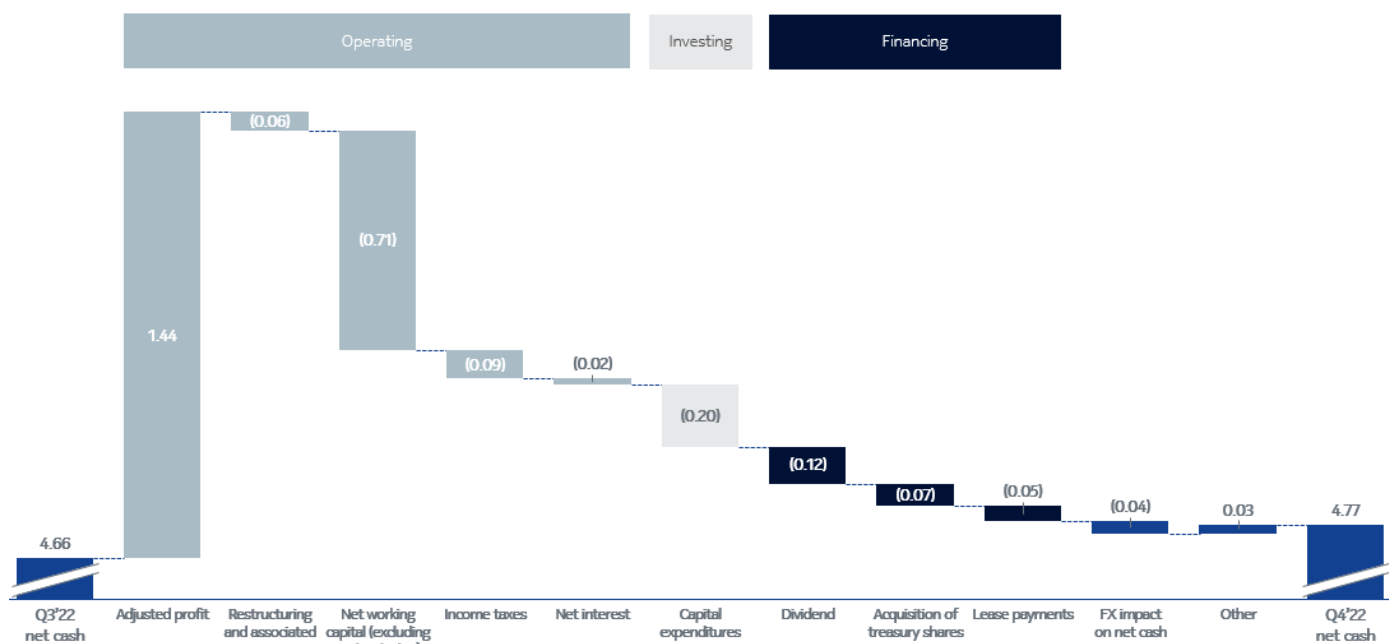 Operating
Investing
Financing
(0.06)
(0.71)
1.44
(0.09)
(0.02)
(0.20)
(0.12)
(0.07)
(0.05)
(0.04)
0.03
4.66
4.77
Q3'22
net cash
Adjusted profit
Restructuring
and associated
Net working
capital (excluding
Income taxes
Net interest
Capital
expenditures
Dividend
Acquisition of
treasury shares
Lease payments
FX impact
on net cash
Other
Q4'22
net cash